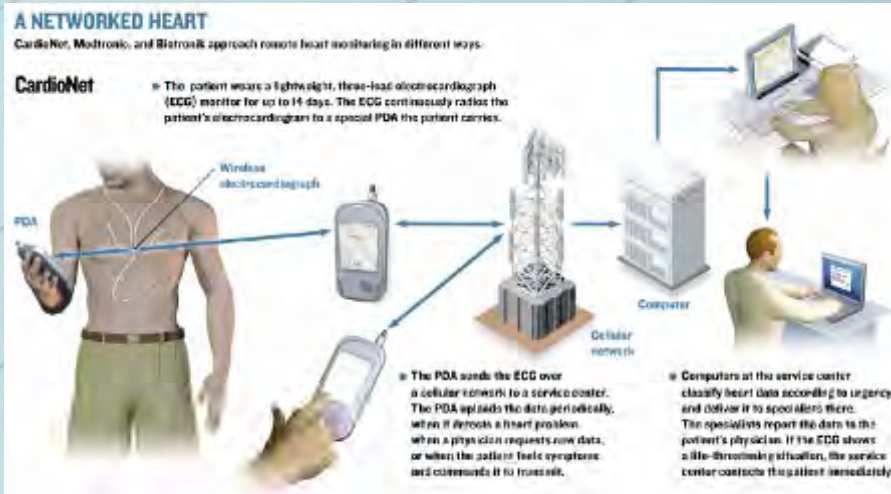 A NETWORKED HEART
CardioNet, Medtronic, and Biotronik approach remote heart monitoring in different ways.
CardioNet
» The patient wears a lightweight, three-lead electrocardiograph
(ECG) monitor for up to 14 days. The ECG continuously radios the
patient's electrocardiogram to a special PDA the patient carries.
Wireless
electrocardiograph
PDA
Computer
Cellular
network
» The PDA sends the ECG over
a cellular network to a service center.
The PDA uploads the data periodically,
when it detects a heart problem
when a physician requests new data,
or when the patient feels symptoms
and commands it to transmit.
» Computers at the service center
classify heart data according to urgency
and deliver it to specialists there.
The specialists report the data to the
patient's physician. If the ECG shows
a life-threatening situation, the service
center contacts the patient immediately